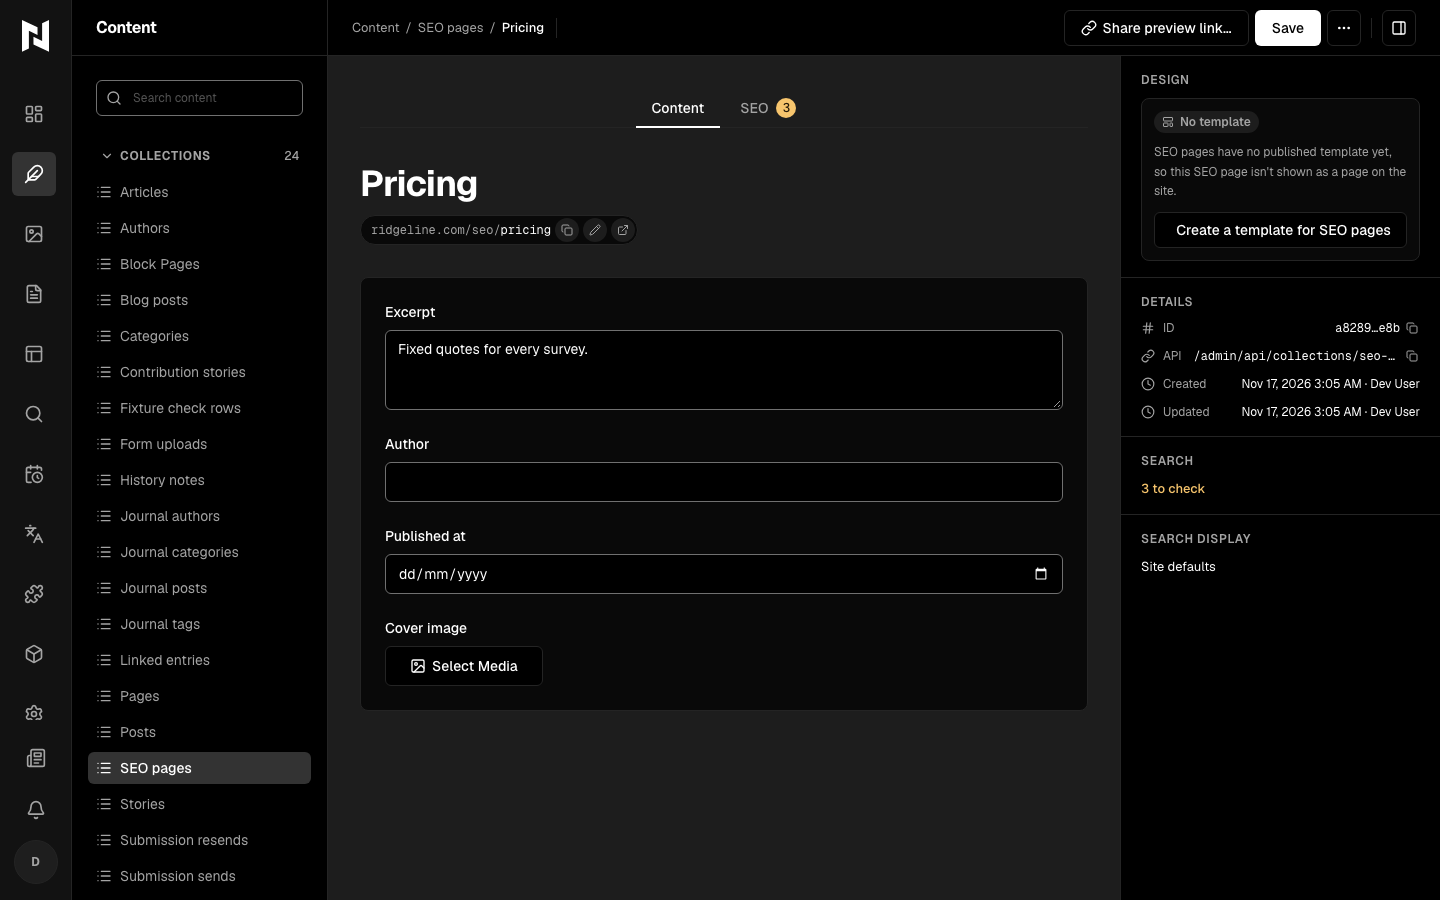 Content
Content / SEO pages / Pricing
Share preview link...
Save
Search content
COLLECTIONS 24
Articles
Authors
Block Pages
Blog posts
Categories
Contribution stories
Fixture check rows
Form uploads
History notes
Journal authors
Journal categories
Journal posts
Journal tags
Linked entries
Pages
Posts
SEO pages
Stories
Submission resends
Submission sends
D
Content
SEO 3
Pricing
ridgeline.com/seo/pricing
Excerpt
Fixed quotes for every survey.
Author
Published at
dd/mm/yyyy
Cover image
Select Media
DESIGN
No template
SEO pages have no published template yet,
so this SEO page isn't shown as a page on the
site.
Create a template for SEO pages
DETAILS
ID a8289…e8b
API /admin/api/collections/seo-…
Created Nov 17, 2026 3:05 AM · Dev User
Updated Nov 17, 2026 3:05 AM · Dev User
SEARCH
3 to check
SEARCH DISPLAY
Site defaults